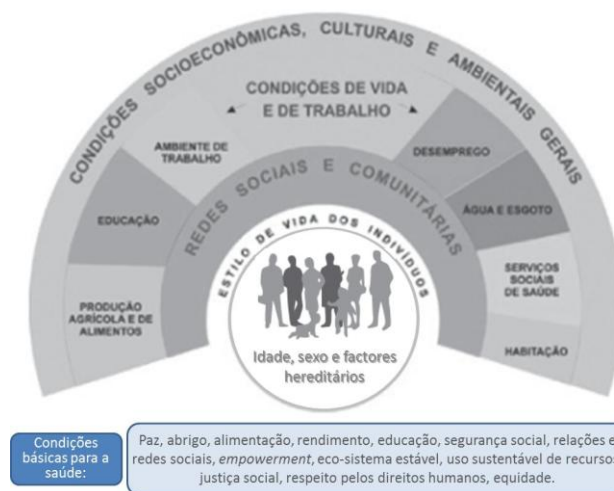 CONDIÇÕES SOCIOECONÔMICAS, CULTURAIS E AMBIENTAIS GERAIS
CONDIÇÕES DE VIDA
E DE TRABALHO
AMBIENTE DE
TRABALHO
DESEMPREGO
REDES SOCIAIS E COMUNITÁRIAS
EDUCAÇÃO
ÁGUA E ESGOTO
ESTILO DE VIDA DOS INDIVÍDUOS
PRODUÇÃO
AGRÍCOLA E DE
ALIMENTOS
SERVIÇOS
SOCIAIS
DE SAÚDE
HABITAÇÃO
Idade, sexo e factores
hereditários
Condições
básicas para a
saúde:
Paz, abrigo, alimentação, rendimento, educação, segurança social, relações e
redes sociais, empowerment, eco-sistema estável, uso sustentável de recursos,
justiça social, respeito pelos direitos humanos, equidade.